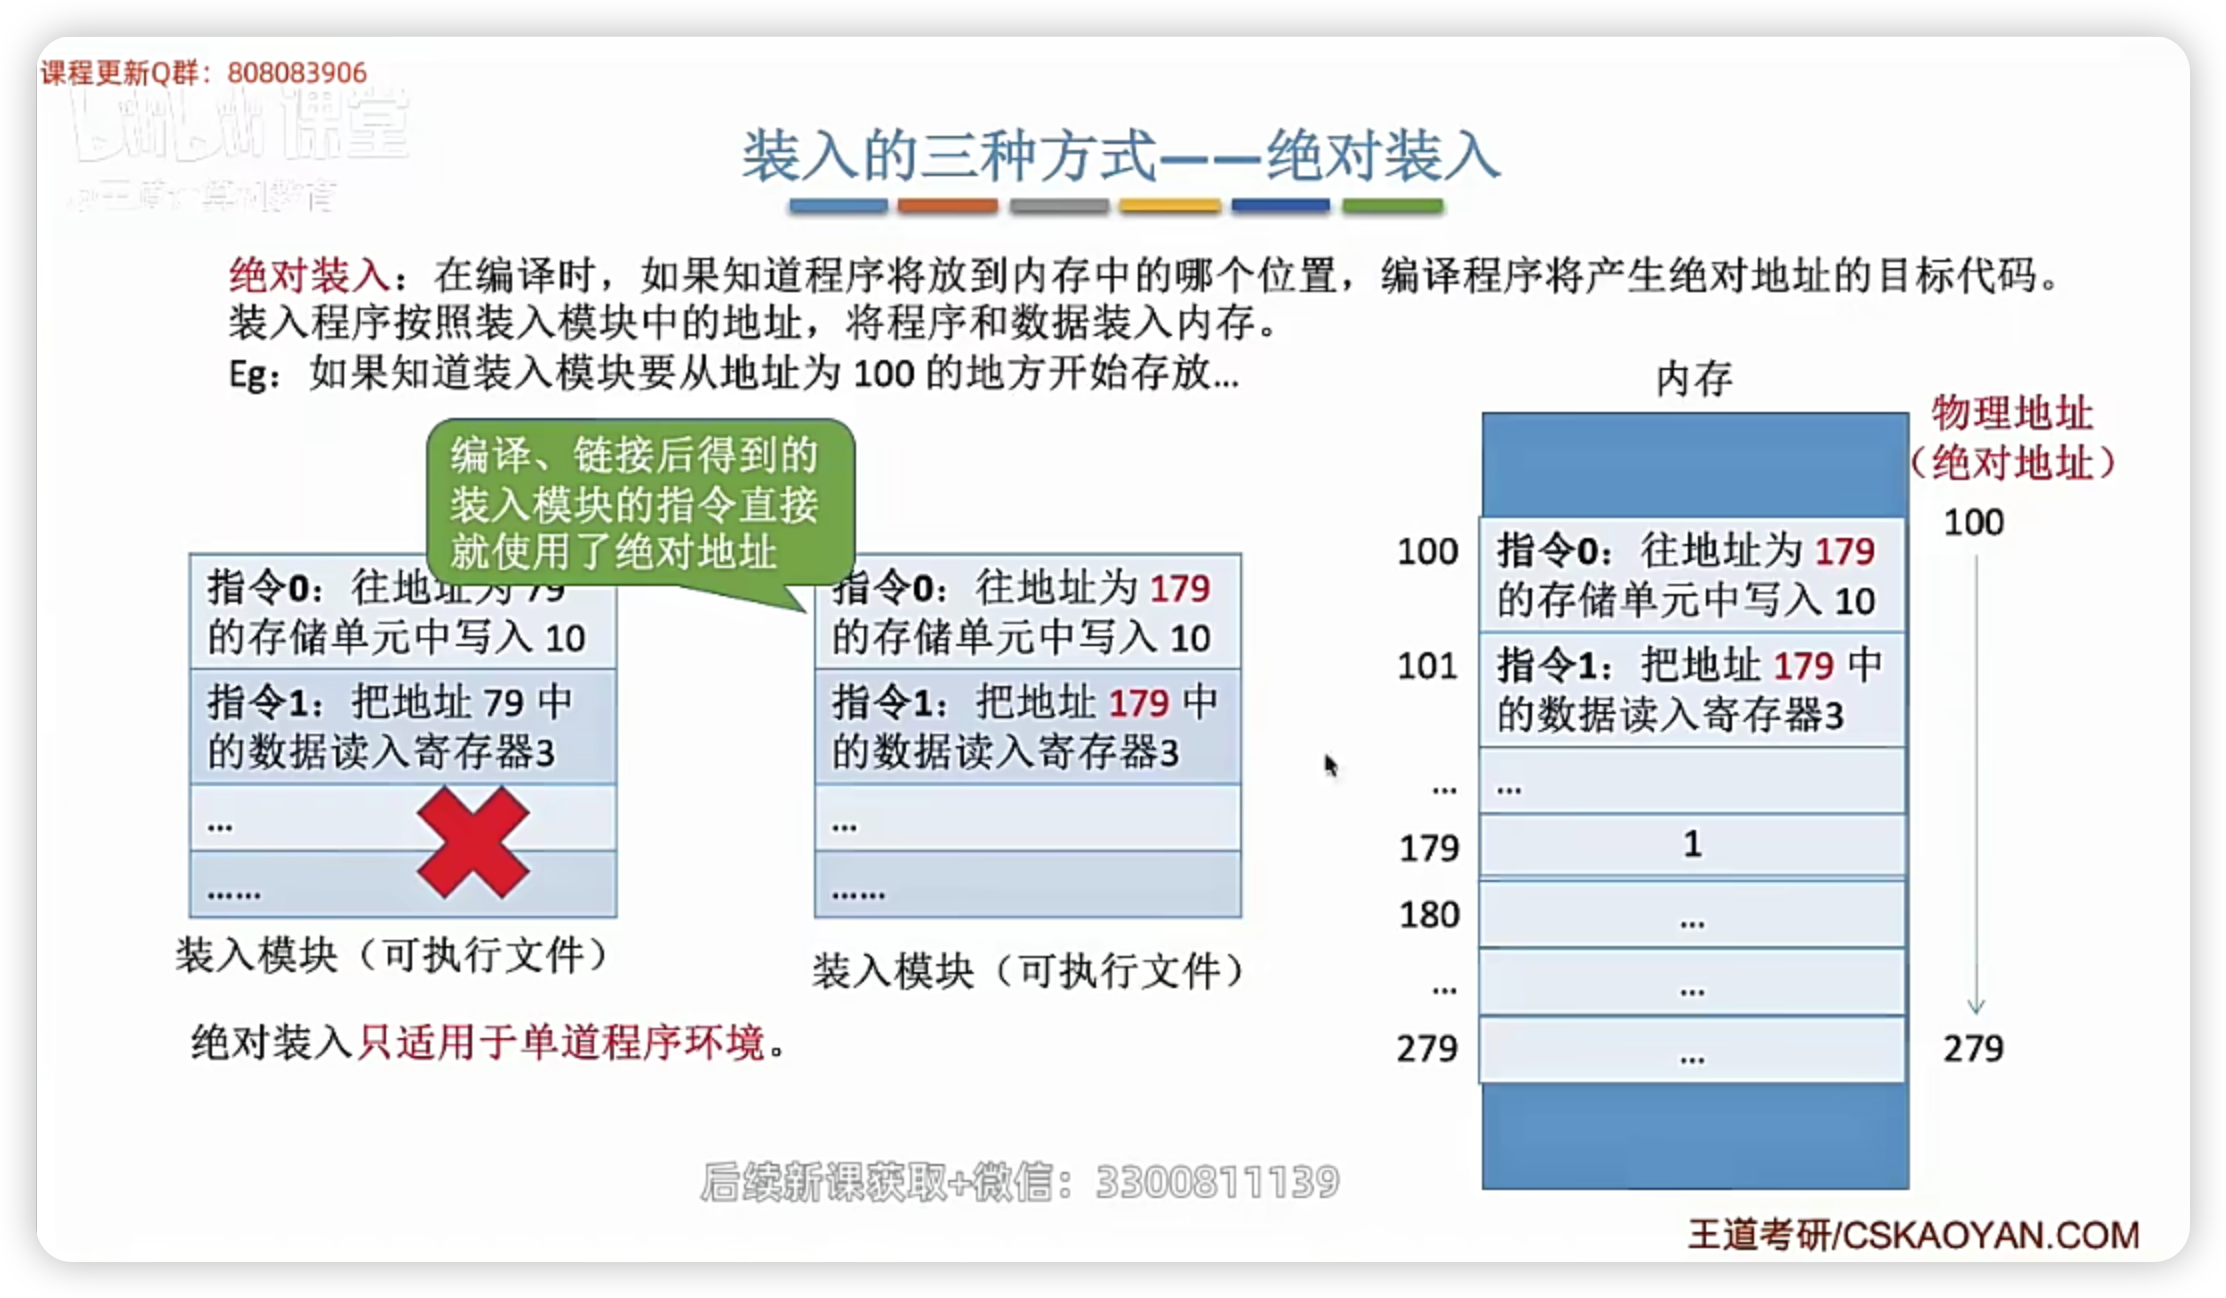 课程更新Q群：808083906
bilibili 课堂
@王道计算机教育
装入的三种方式——绝对装入
绝对装入：在编译时，如果知道程序将放到内存中的哪个位置，编译程序将产生绝对地址的目标代码。
装入程序按照装入模块中的地址，将程序和数据装入内存。
Eg：如果知道装入模块要从地址为 100 的地方开始存放...
编译、链接后得到的
装入模块的指令直接
就使用了绝对地址
指令0：往地址为 79
的存储单元中写入 10
指令1：把地址 79 中
的数据读入寄存器3
...
......
装入模块（可执行文件）
指令0：往地址为 179
的存储单元中写入 10
指令1：把地址 179 中
的数据读入寄存器3
...
......
装入模块（可执行文件）
绝对装入只适用于单道程序环境。
内存
物理地址
（绝对地址）
100
279
100 指令0：往地址为 179
的存储单元中写入 10
101 指令1：把地址 179 中
的数据读入寄存器3
... ...
179 1
180 ...
... ...
279 ...
后续新课获取+微信：3300811139
王道考研/CSKAOYAN.COM